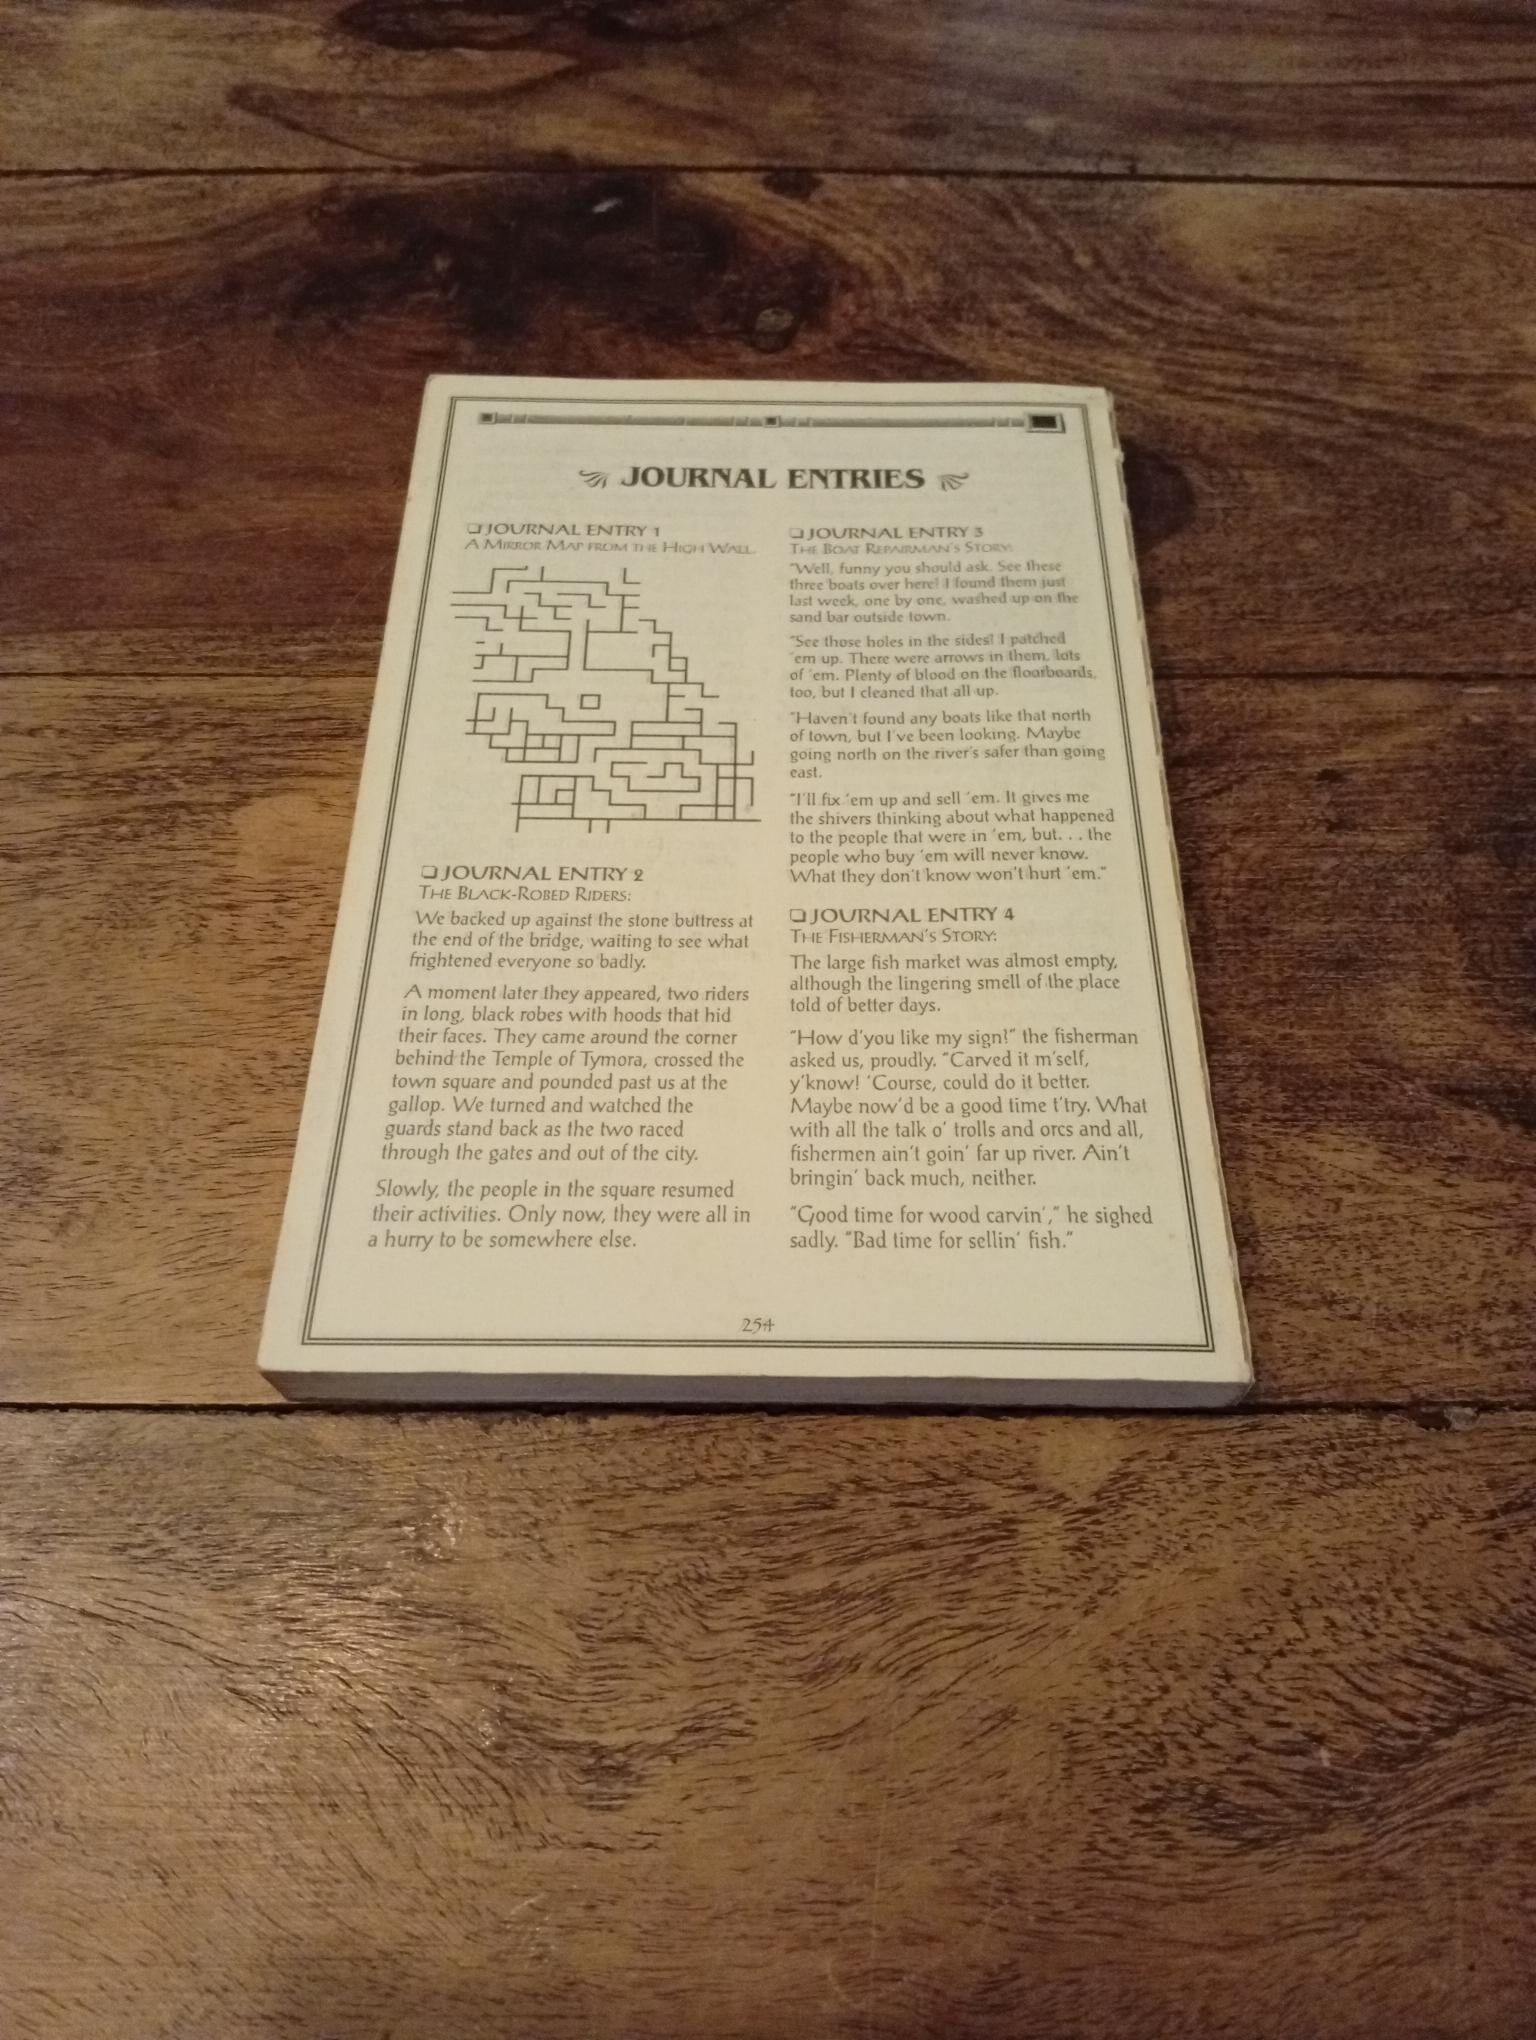 JOURNAL ENTRIES
❏ JOURNAL ENTRY 1
A MIRROR MAP FROM THE HIGH WALL.
❏ JOURNAL ENTRY 2
THE BLACK-ROBED RIDERS:
We backed up against the stone buttress at
the end of the bridge, waiting to see what
frightened everyone so badly.
A moment later they appeared, two riders
in long, black robes with hoods that hid
their faces. They came around the corner
behind the Temple of Tymora, crossed the
town square and pounded past us at the
gallop. We turned and watched the
guards stand back as the two raced
through the gates and out of the city.
Slowly, the people in the square resumed
their activities. Only now, they were all in
a hurry to be somewhere else.
❏ JOURNAL ENTRY 3
THE BOAT REPAIRMAN'S STORY:
"Well, funny you should ask. See these
three boats over here? I found them just
last week, one by one, washed up on the
sand bar outside town.
"See those holes in the sides? I patched
'em up. There were arrows in them, lots
of 'em. Plenty of blood on the floorboards,
too, but I cleaned that all up.
"Haven't found any boats like that north
of town, but I've been looking. Maybe
going north on the river's safer than going
east.
"I'll fix 'em up and sell 'em. It gives me
the shivers thinking about what happened
to the people that were in 'em, but. . . the
people who buy 'em will never know.
What they don't know won't hurt 'em."
❏ JOURNAL ENTRY 4
THE FISHERMAN'S STORY:
The large fish market was almost empty,
although the lingering smell of the place
told of better days.
"How d'you like my sign?" the fisherman
asked us, proudly. "Carved it m'self,
y'know! 'Course, could do it better.
Maybe now'd be a good time t'try. What
with all the talk o' trolls and orcs and all,
fishermen ain't goin' far up river. Ain't
bringin' back much, neither.
"Good time for wood carvin'," he sighed
sadly. "Bad time for sellin' fish."
254